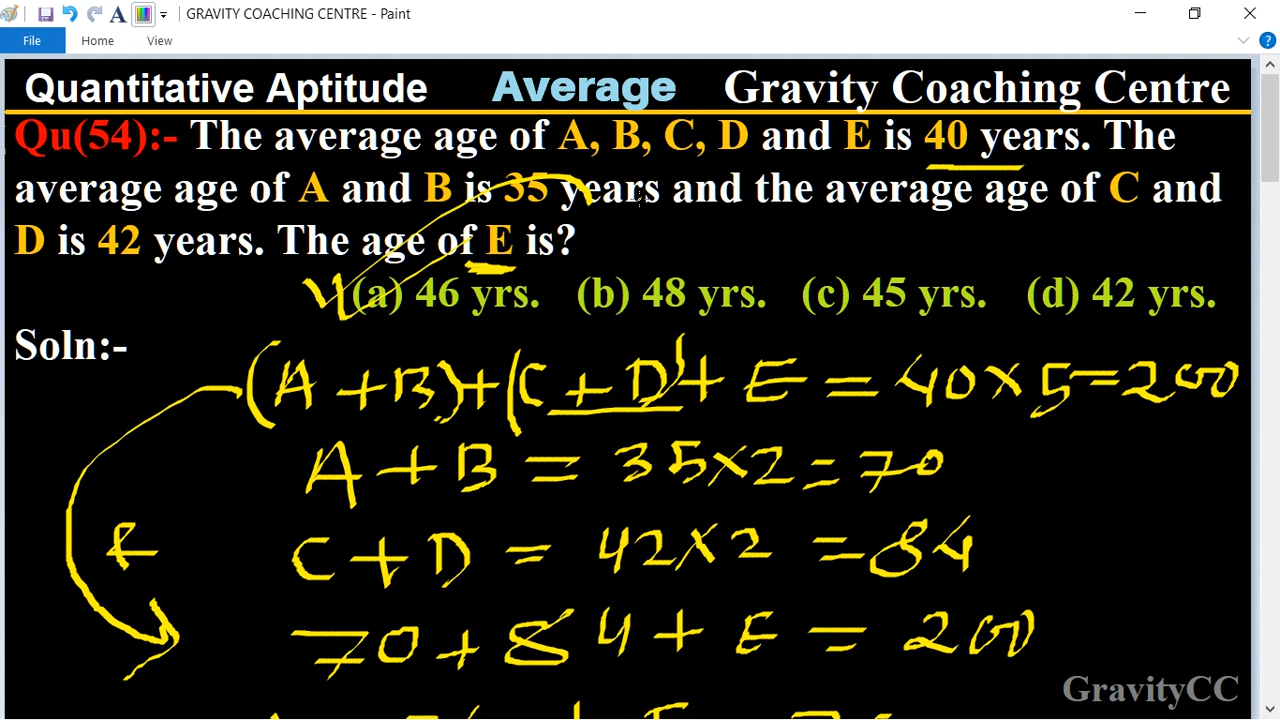 GRAVITY COACHING CENTRE - Paint
File Home View
Quantitative Aptitude Average Gravity Coaching Centre
Qu(54):- The average age of A, B, C, D and E is 40 years. The
average age of A and B is 35 years and the average age of C and
D is 42 years. The age of E is?
(a) 46 yrs. (b) 48 yrs. (c) 45 yrs. (d) 42 yrs.
Soln:-
(A+B)+(C+D)+E=40×5=200
A+B=35×2=70
C+D=42×2=84
70+84+E=200
GravityCC